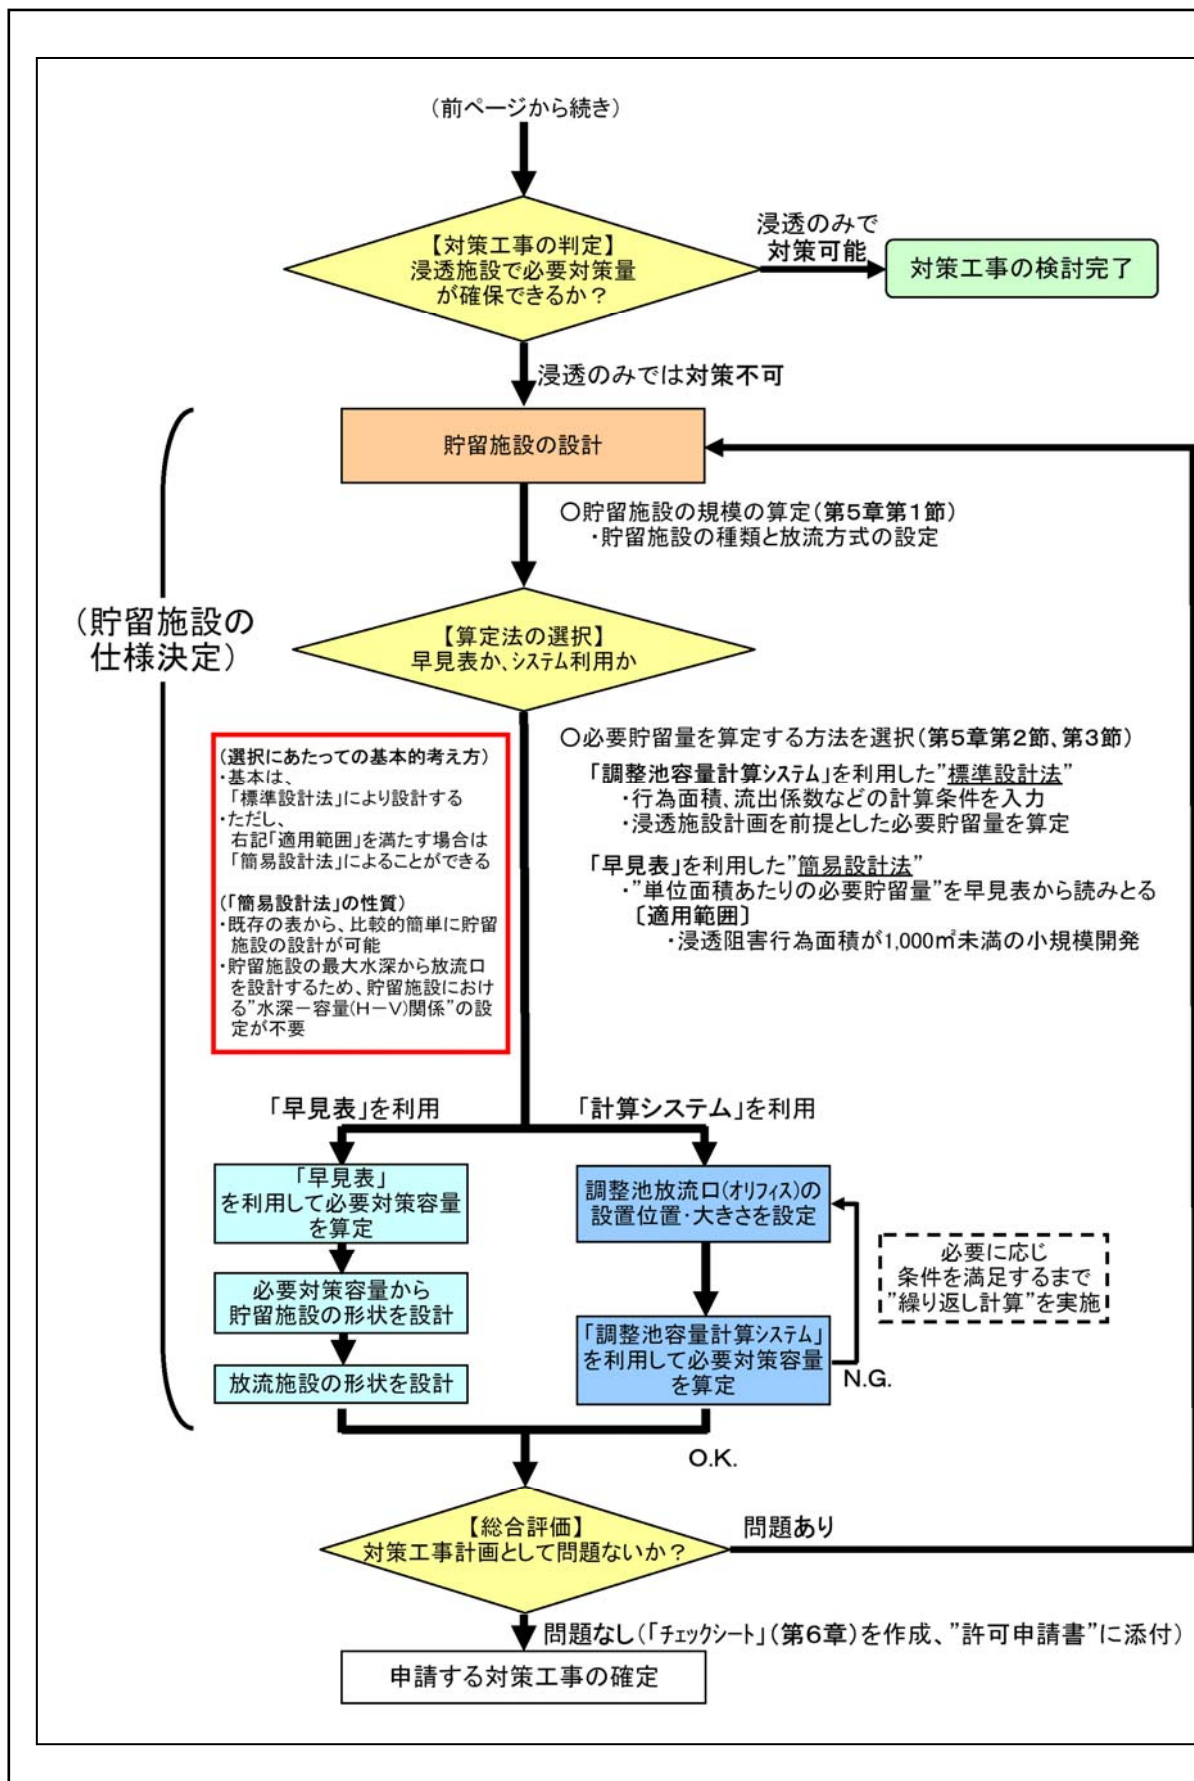 (前ページから続き)
【対策工事の判定】
浸透施設で必要対策量
が確保できるか?
浸透のみで
対策可能
対策工事の検討完了
浸透のみでは対策不可
貯留施設の設計
○貯留施設の規模の算定(第5章第1節)
・貯留施設の種類と放流方式の設定
(貯留施設の
仕様決定)
【算定法の選択】
早見表か、システム利用か
(選択にあたっての基本的考え方)
・基本は、
「標準設計法」により設計する
・ただし、
右記「適用範囲」を満たす場合は
「簡易設計法」によることができる
(「簡易設計法」の性質)
・既存の表から、比較的簡単に貯留
施設の設計が可能
・貯留施設の最大水深から放流口
を設計するため、貯留施設におけ
る”水深-容量(H-V)関係”の設
定が不要
○必要貯留量を算定する方法を選択(第5章第2節、第3節)
「調整池容量計算システム」を利用した”標準設計法”
・行為面積、流出係数などの計算条件を入力
・浸透施設計画を前提とした必要貯留量を算定
「早見表」を利用した”簡易設計法”
・”単位面積あたりの必要貯留量”を早見表から読みとる
〔適用範囲〕
・浸透阻害行為面積が1,000㎡未満の小規模開発
「早見表」を利用
「計算システム」を利用
「早見表」
を利用して必要対策容量
を算定
必要対策容量から
貯留施設の形状を設計
放流施設の形状を設計
調整池放流口(オリフィス)の
設置位置・大きさを設定
「調整池容量計算システム」
を利用して必要対策容量
を算定
必要に応じ
条件を満足するまで
”繰り返し計算”を実施
N.G.
O.K.
【総合評価】
対策工事計画として問題ないか?
問題あり
問題なし(「チェックシート」(第6章)を作成、”許可申請書”に添付)
申請する対策工事の確定